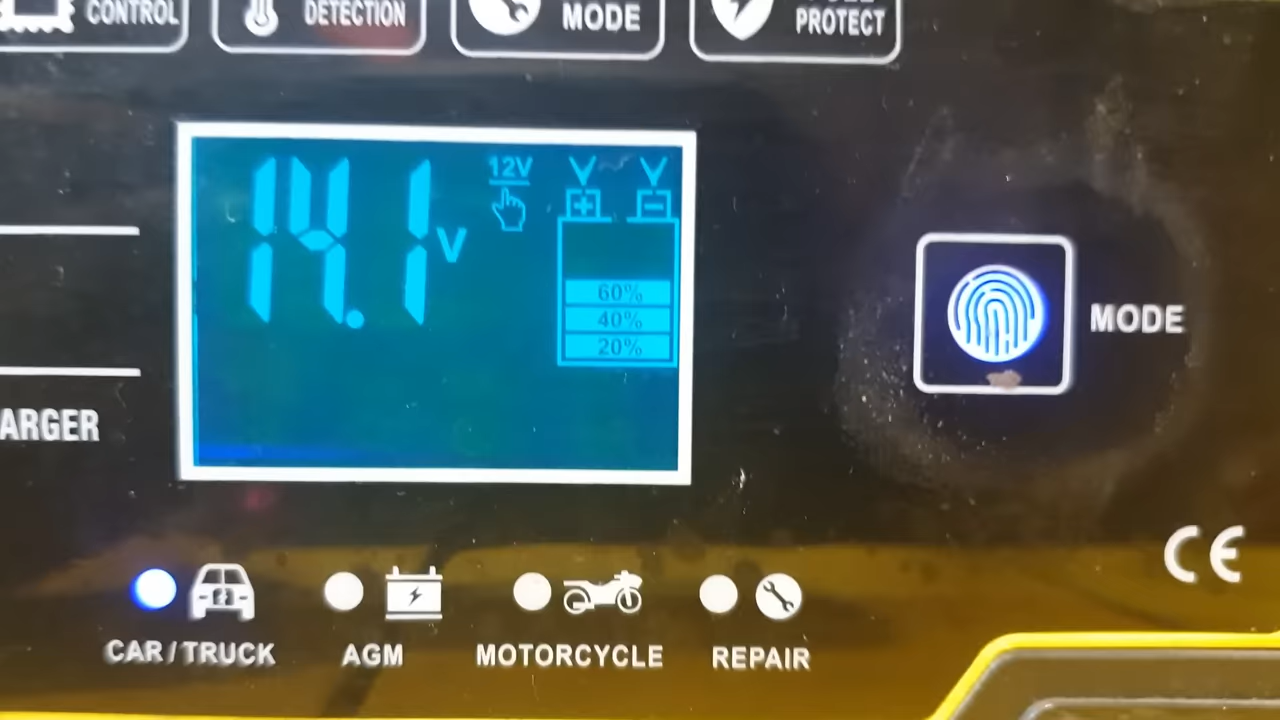 CONTROL
DETECTION
MODE
PROTECT
14.1 V
12V
+ −
60%
40%
20%
MODE
ARGER
CE
CAR / TRUCK
AGM
MOTORCYCLE
REPAIR